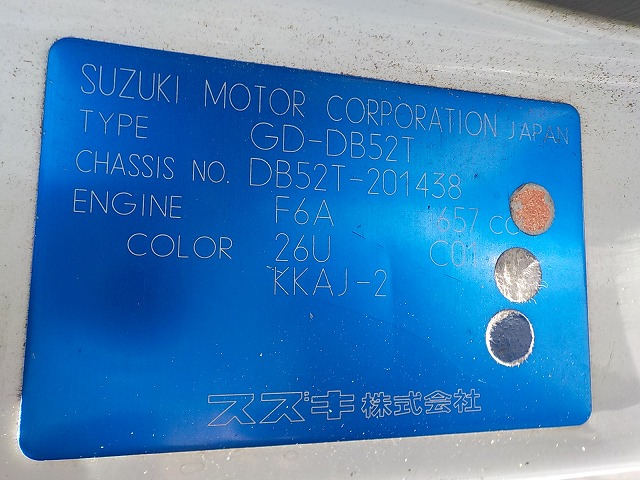 SUZUKI MOTOR CORPORATION JAPAN
TYPE GD-DB52T
CHASSIS NO. DB52T-201438
ENGINE F6A 657 cc
COLOR 26U C01
KKAJ-2
スズキ株式会社